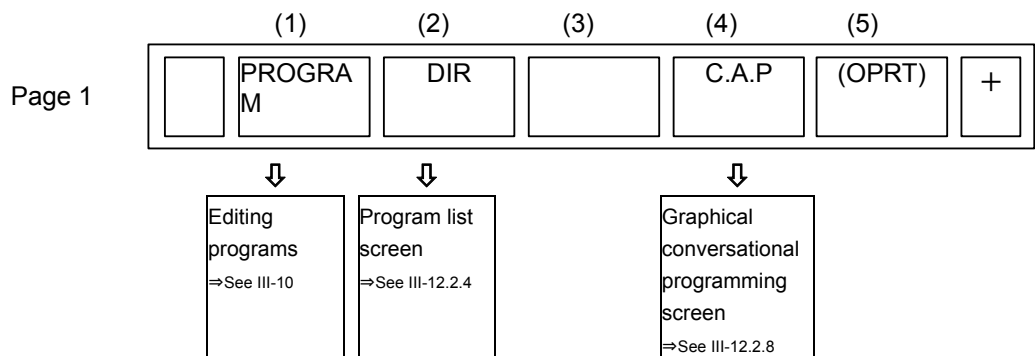 (1) (2) (3) (4) (5)
Page 1
PROGRA
M
DIR
C.A.P
(OPRT)
+
Editing
programs
⇒See III-10
Program list
screen
⇒See III-12.2.4
Graphical
conversational
programming
screen
⇒See III-12.2.8